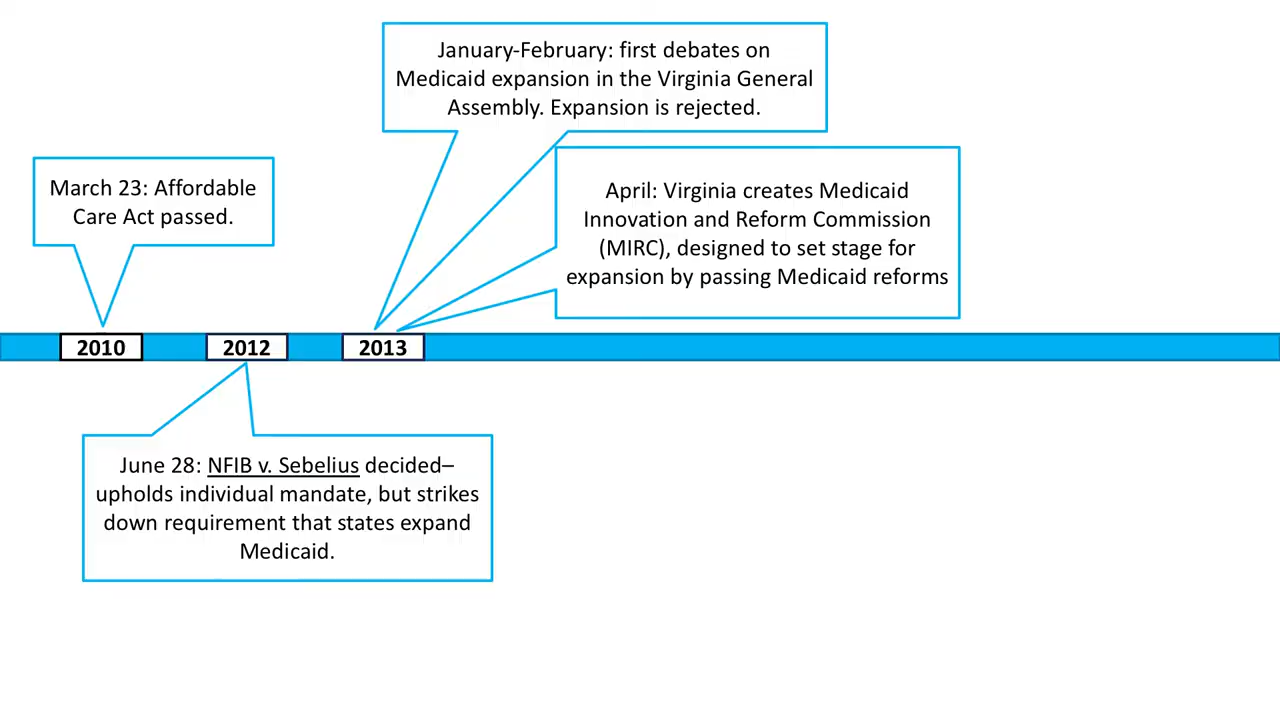 January-February: first debates on
Medicaid expansion in the Virginia General
Assembly. Expansion is rejected.
March 23: Affordable
Care Act passed.
April: Virginia creates Medicaid
Innovation and Reform Commission
(MIRC), designed to set stage for
expansion by passing Medicaid reforms
2010
2012
2013
June 28: NFIB v. Sebelius decided–
upholds individual mandate, but strikes
down requirement that states expand
Medicaid.